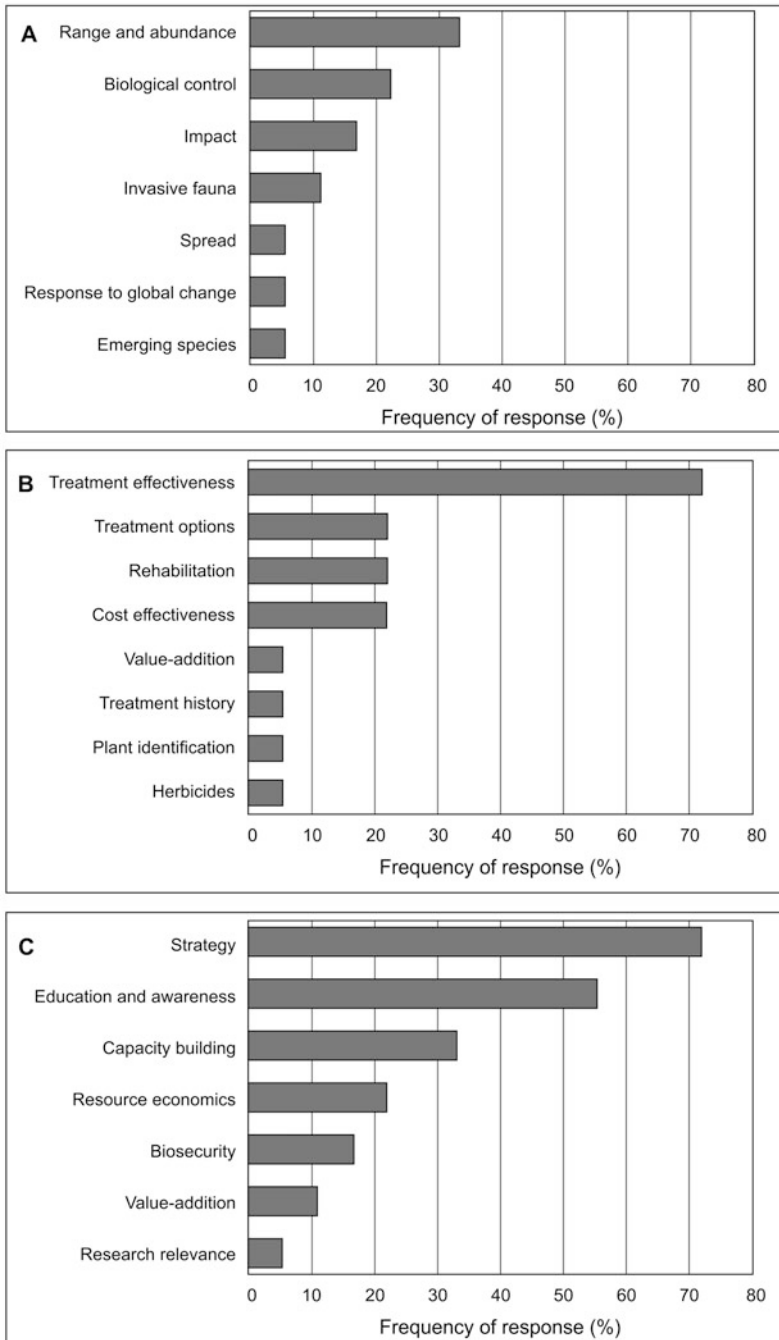 A
Range and abundance
Biological control
Impact
Invasive fauna
Spread
Response to global change
Emerging species
0 10 20 30 40 50 60 70 80
Frequency of response (%)
B
Treatment effectiveness
Treatment options
Rehabilitation
Cost effectiveness
Value-addition
Treatment history
Plant identification
Herbicides
0 10 20 30 40 50 60 70 80
Frequency of response (%)
C
Strategy
Education and awareness
Capacity building
Resource economics
Biosecurity
Value-addition
Research relevance
0 10 20 30 40 50 60 70 80
Frequency of response (%)